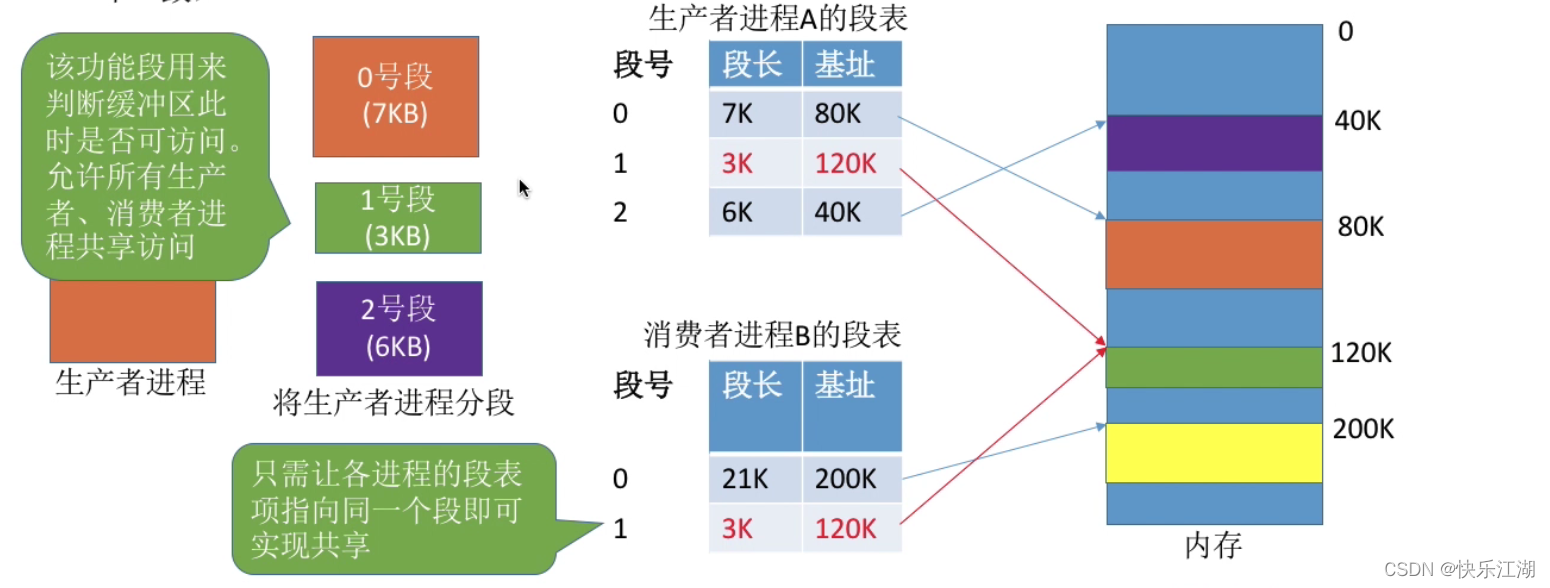 该功能段用来
判断缓冲区此
时是否可访问。
允许所有生产
者、消费者进
程共享访问
生产者进程
0号段
(7KB)
1号段
(3KB)
2号段
(6KB)
将生产者进程分段
生产者进程A的段表
段号 段长 基址
0 7K 80K
1 3K 120K
2 6K 40K
消费者进程B的段表
段号 段长 基址
0 21K 200K
1 3K 120K
只需让各进程的段表
项指向同一个段即可
实现共享
0
40K
80K
120K
200K
内存
CSDN @快乐江湖